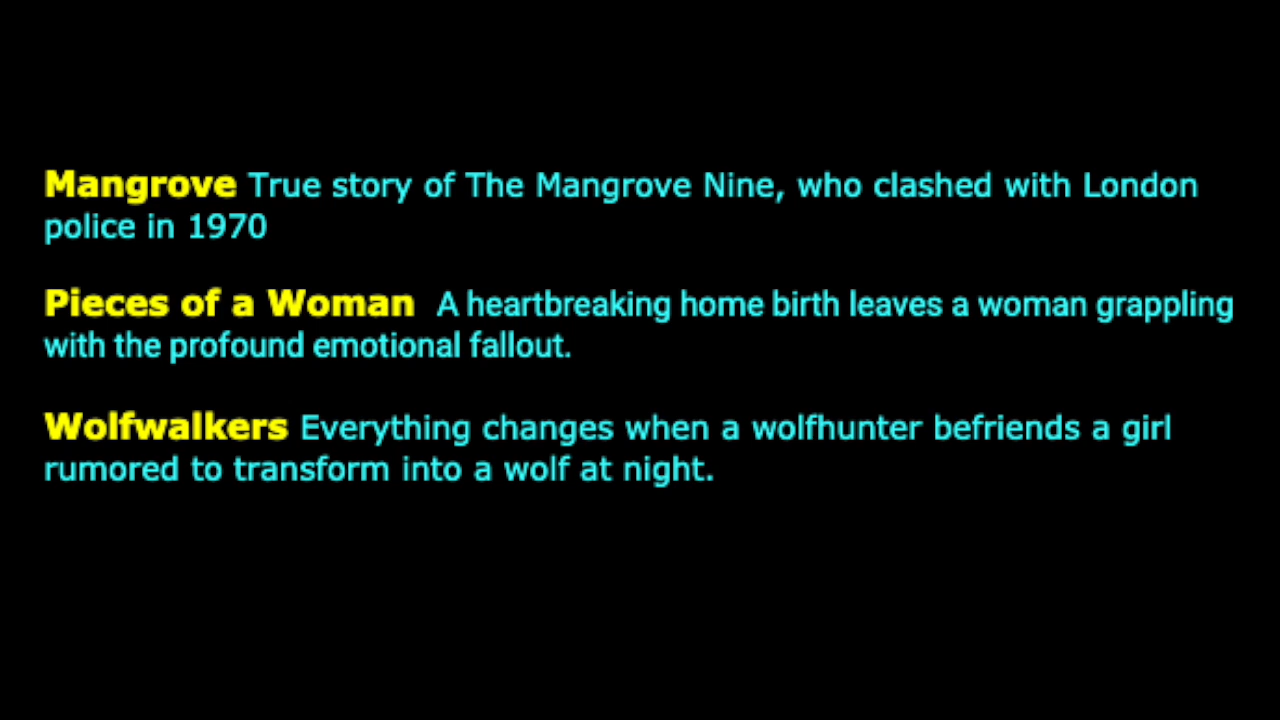 Mangrove True story of The Mangrove Nine, who clashed with London
police in 1970
Pieces of a Woman A heartbreaking home birth leaves a woman grappling
with the profound emotional fallout.
Wolfwalkers Everything changes when a wolfhunter befriends a girl
rumored to transform into a wolf at night.